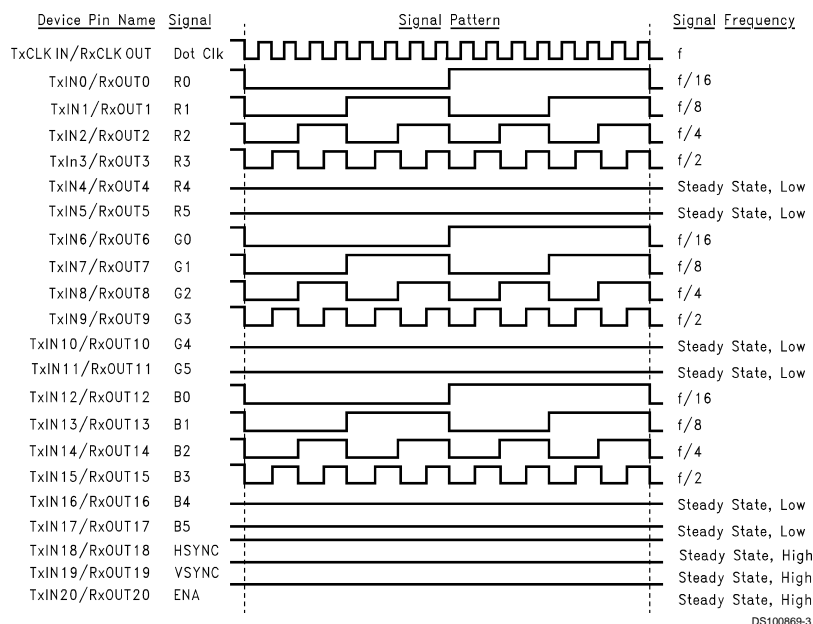 Device Pin Name Signal Signal Pattern Signal Frequency
TxCLK IN/RxCLK OUT Dot Clk f
TxIN0/RxOUT0 R0 f/16
TxIN1/RxOUT1 R1 f/8
TxIN2/RxOUT2 R2 f/4
TxIn3/RxOUT3 R3 f/2
TxIN4/RxOUT4 R4 Steady State, Low
TxIN5/RxOUT5 R5 Steady State, Low
TxIN6/RxOUT6 G0 f/16
TxIN7/RxOUT7 G1 f/8
TxIN8/RxOUT8 G2 f/4
TxIN9/RxOUT9 G3 f/2
TxIN10/RxOUT10 G4 Steady State, Low
TxIN11/RxOUT11 G5 Steady State, Low
TxIN12/RxOUT12 B0 f/16
TxIN13/RxOUT13 B1 f/8
TxIN14/RxOUT14 B2 f/4
TxIN15/RxOUT15 B3 f/2
TxIN16/RxOUT16 B4 Steady State, Low
TxIN17/RxOUT17 B5 Steady State, Low
TxIN18/RxOUT18 HSYNC Steady State, High
TxIN19/RxOUT19 VSYNC Steady State, High
TxIN20/RxOUT20 ENA Steady State, High
DS100869-3